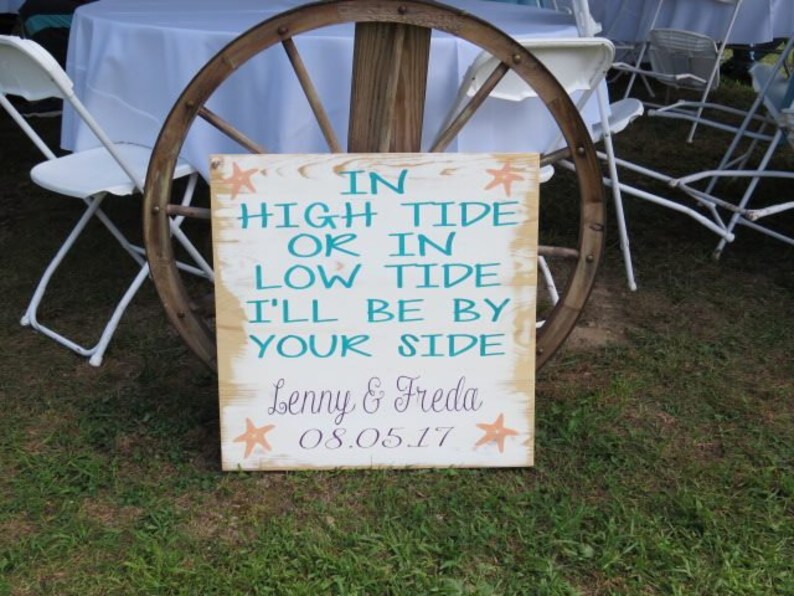 IN
HIGH TIDE
OR IN
LOW TIDE
I'LL BE BY
YOUR SIDE
Lenny & Freda
08.05.17